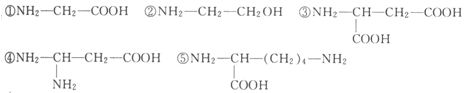 ①NH₂—CH₂—COOH ②NH₂—CH₂—CH₂OH ③NH₂—CH—CH₂—COOH
COOH
④NH₂—CH—CH₂—COOH ⑤NH₂—CH—(CH₂)₄—NH₂
NH₂ COOH